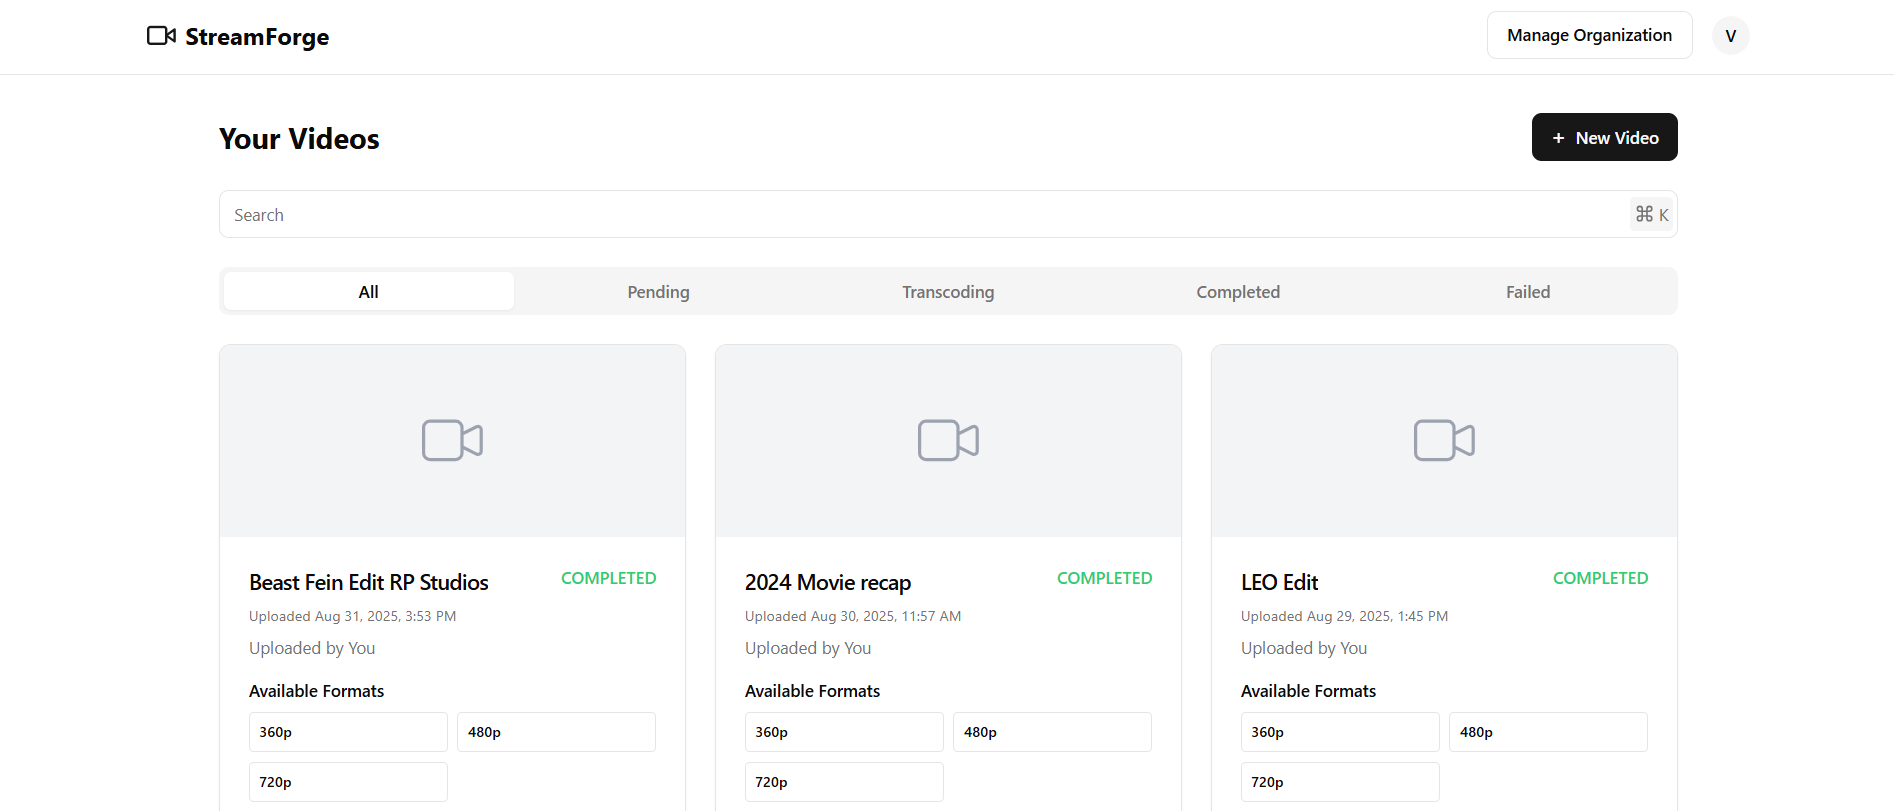 StreamForge
Manage Organization
V
Your Videos
+ New Video
Search
⌘ K
All
Pending
Transcoding
Completed
Failed
Beast Fein Edit RP Studios
COMPLETED
Uploaded Aug 31, 2025, 3:53 PM
Uploaded by You
Available Formats
360p
480p
720p
2024 Movie recap
COMPLETED
Uploaded Aug 30, 2025, 11:57 AM
Uploaded by You
Available Formats
360p
480p
720p
LEO Edit
COMPLETED
Uploaded Aug 29, 2025, 1:45 PM
Uploaded by You
Available Formats
360p
480p
720p